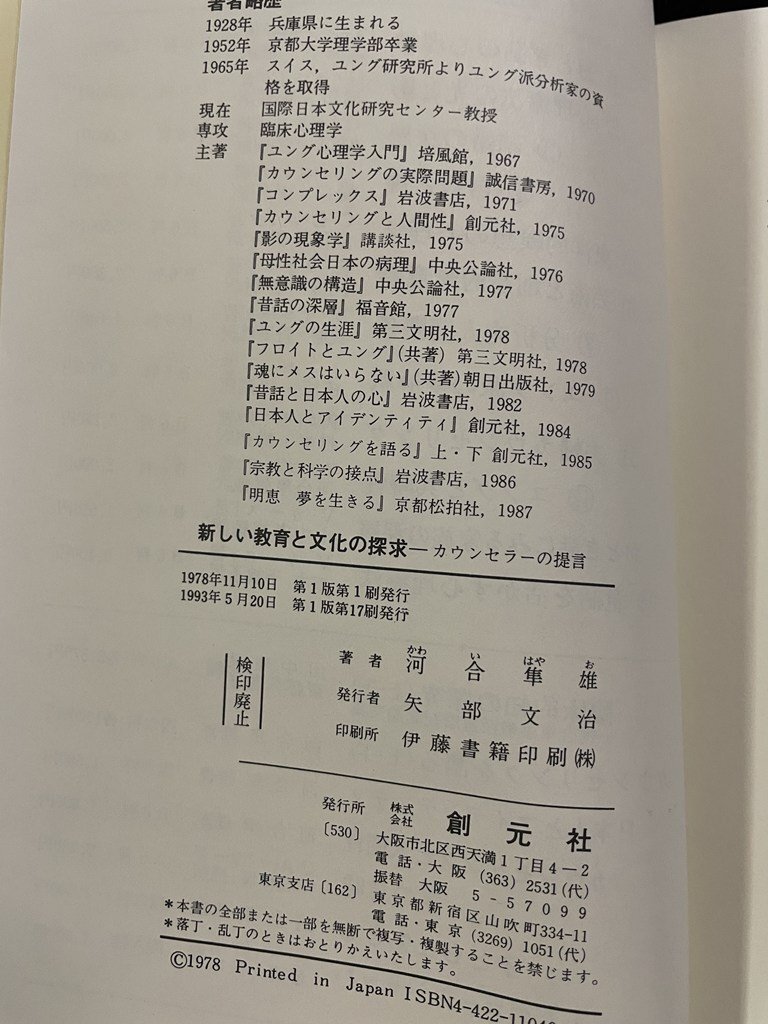 著者略歴
1928年 兵庫県に生まれる
1952年 京都大学理学部卒業
1965年 スイス，ユング研究所よりユング派分析家の資
格を取得
現在 国際日本文化研究センター教授
専攻 臨床心理学
主著 『ユング心理学入門』培風館，1967
『カウンセリングの実際問題』誠信書房，1970
『コンプレックス』岩波書店，1971
『カウンセリングと人間性』創元社，1975
『影の現象学』講談社，1975
『母性社会日本の病理』中央公論社，1976
『無意識の構造』中央公論社，1977
『昔話の深層』福音館，1977
『ユングの生涯』第三文明社，1978
『フロイトとユング』(共著) 第三文明社，1978
『魂にメスはいらない』(共著)朝日出版社，1979
『昔話と日本人の心』岩波書店，1982
『日本人とアイデンティティ』創元社，1984
『カウンセリングを語る』上・下 創元社，1985
『宗教と科学の接点』岩波書店，1986
『明恵 夢を生きる』京都松拍社，1987
新しい教育と文化の探求―カウンセラーの提言
1978年11月10日 第1版第1刷発行
1993年5月20日 第1版第17刷発行
検印廃止
著者 河合隼雄
かわ い はや お
発行者 矢部文治
印刷所 伊藤書籍印刷(株)
発行所 株式会社 創元社
〔530〕 大阪市北区西天満1丁目4－2
電話・大阪 (363) 2531(代)
振替 大阪 5－57099
東京支店〔162〕 東京都新宿区山吹町334-11
電話・東京 (3269) 1051(代)
＊本書の全部または一部を無断で複写・複製することを禁じます。
＊落丁・乱丁のときはおとりかえいたします。
©1978 Printed in Japan ISBN4-422-1104